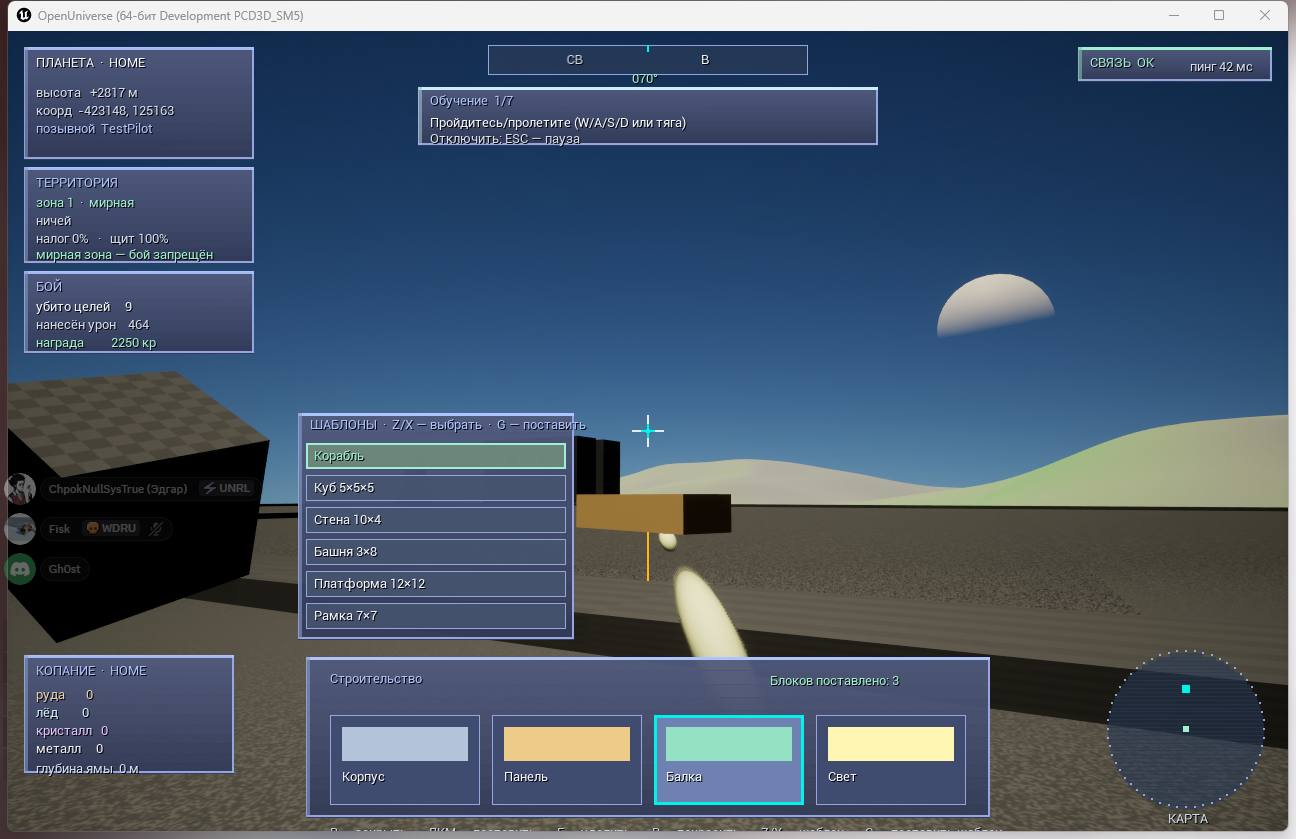 OpenUniverse (64-бит Development PCD3D_SM5)
ПЛАНЕТА · HOME
высота +2817 м
коорд -423148, 125163
позывной TestPilot
СВ В
070°
Обучение 1/7
Пройдитесь/пролетите (W/A/S/D или тяга)
Отключить: ESC — пауза
СВЯЗЬ ОК пинг 42 мс
ТЕРРИТОРИЯ
зона 1 · мирная
ничей
налог 0% · щит 100%
мирная зона — бой запрещён
БОЙ
убито целей 9
нанесён урон 464
награда 2250 кр
ChpokNullSysTrue (Эдгар) UNRL
Fisk WDRU
Gh0st
ШАБЛОНЫ · Z/X — выбрать · G — поставить
Корабль
Куб 5×5×5
Стена 10×4
Башня 3×8
Платформа 12×12
Рамка 7×7
КОПАНИЕ · HOME
руда 0
лёд 0
кристалл 0
металл 0
глубина ямы 0 м
Строительство
Блоков поставлено: 3
Корпус
Панель
Балка
Свет
КАРТА